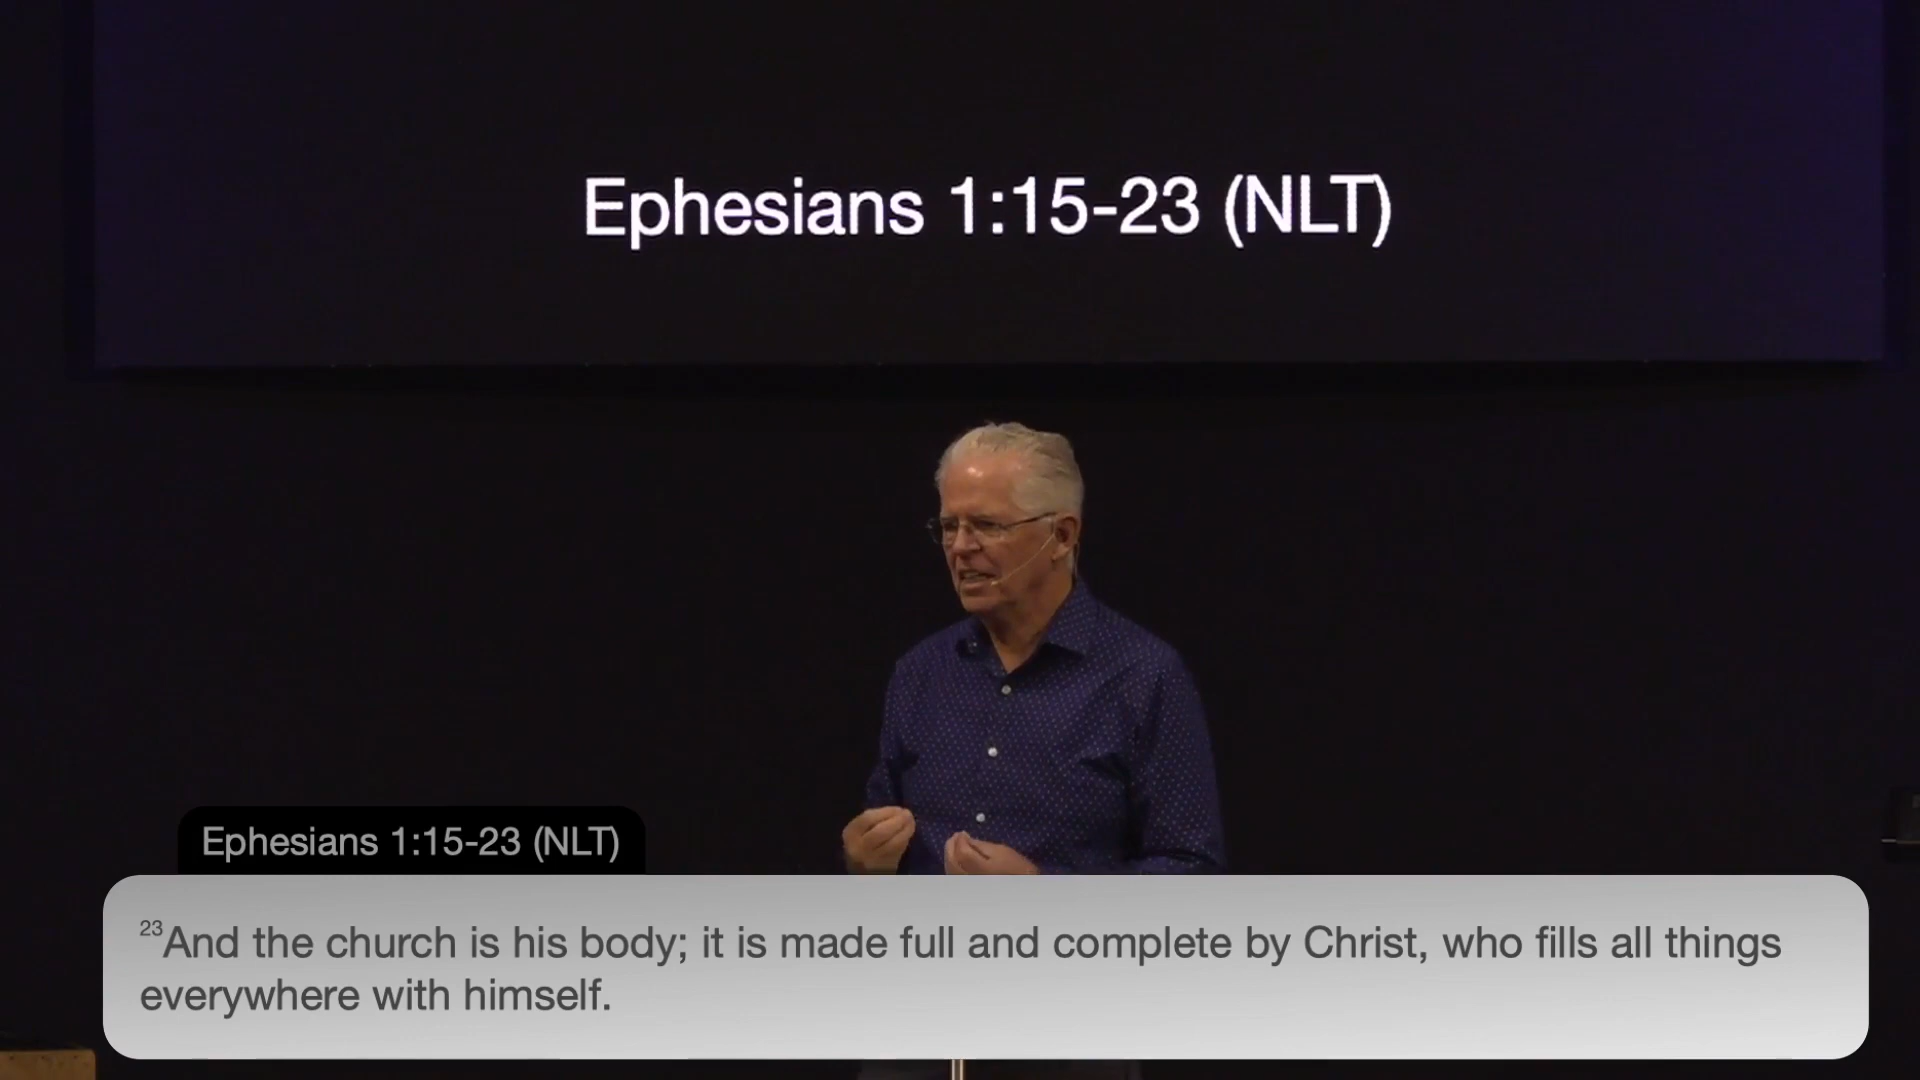 Ephesians 1:15-23 (NLT)
Ephesians 1:15-23 (NLT)
23And the church is his body; it is made full and complete by Christ, who fills all things
everywhere with himself.